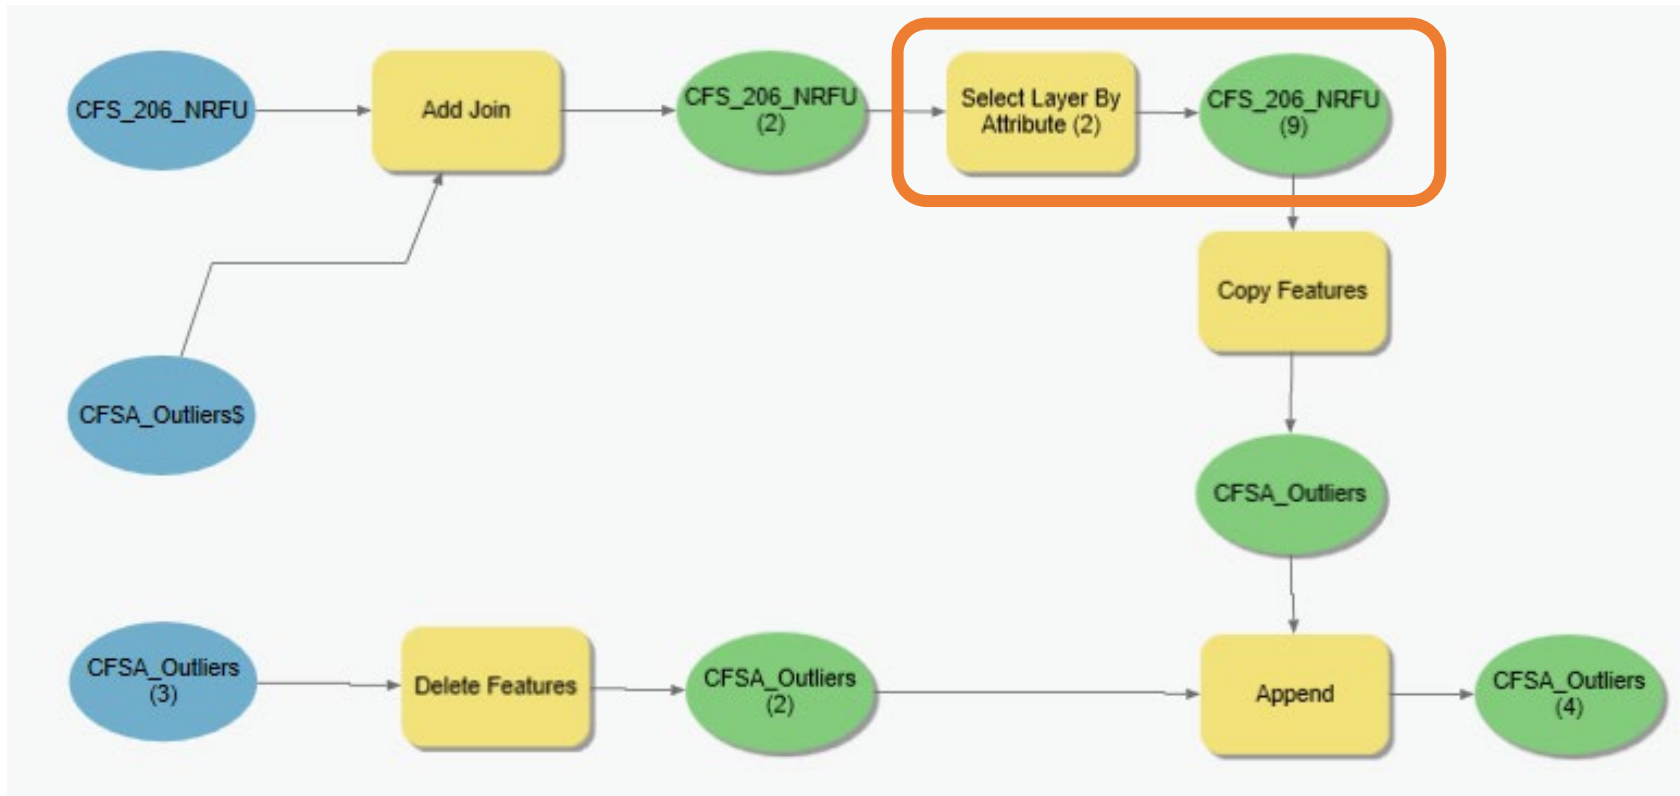 CFS_206_NRFU
Add Join
CFS_206_NRFU
(2)
Select Layer By
Attribute (2)
CFS_206_NRFU
(9)
Copy Features
CFSA_Outliers$
CFSA_Outliers
CFSA_Outliers
(3)
Delete Features
CFSA_Outliers
(2)
Append
CFSA_Outliers
(4)